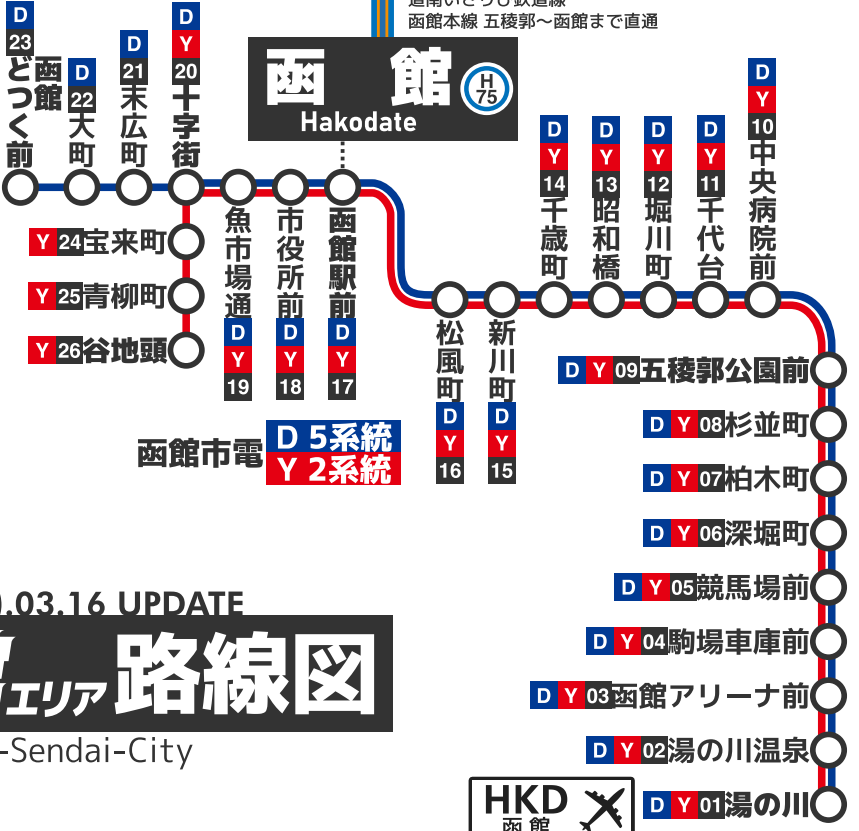 道南いさりび鉄道線
函館本線 五稜郭〜函館まで直通
函 館
Hakodate
H
75
D
23
函館
どつく前
D
22
大町
D
21
末広町
D
Y
20
十字街
魚市場通
D
Y
19
市役所前
D
Y
18
函館駅前
D
Y
17
Y 24 宝来町
Y 25 青柳町
Y 26 谷地頭
松風町
D
Y
16
新川町
D
Y
15
D
Y
14
千歳町
D
Y
13
昭和橋
D
Y
12
堀川町
D
Y
11
千代台
D
Y
10
中央病院前
D Y 09 五稜郭公園前
D Y 08 杉並町
D Y 07 柏木町
D Y 06 深堀町
D Y 05 競馬場前
D Y 04 駒場車庫前
D Y 03 函館アリーナ前
D Y 02 湯の川温泉
D Y 01 湯の川
函館市電
D 5系統
Y 2系統
.03.16 UPDATE
エリア 路線図
-Sendai-City
HKD
函館